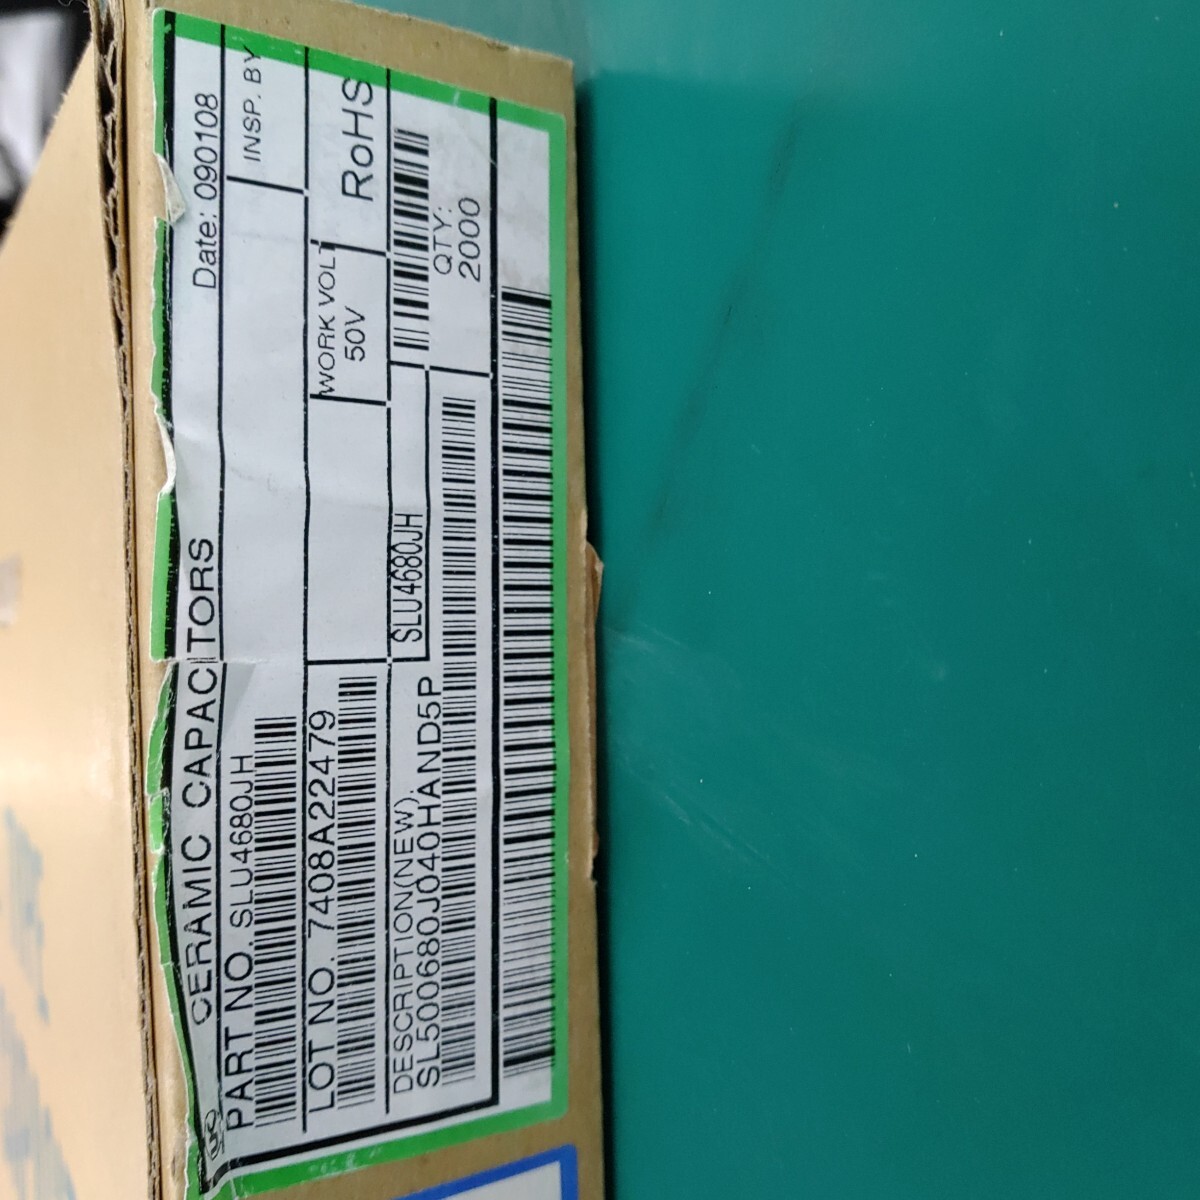 CERAMIC CAPACITORS
Date: 090108
PART NO. SLU4680JH
INSP. BY
LOT NO. 7408A22479
WORK VOLT
50V
RoHS
DESCRIPTION(NEW)
SLU4680JH
SL500680J040HAND5P
QTY:
2000